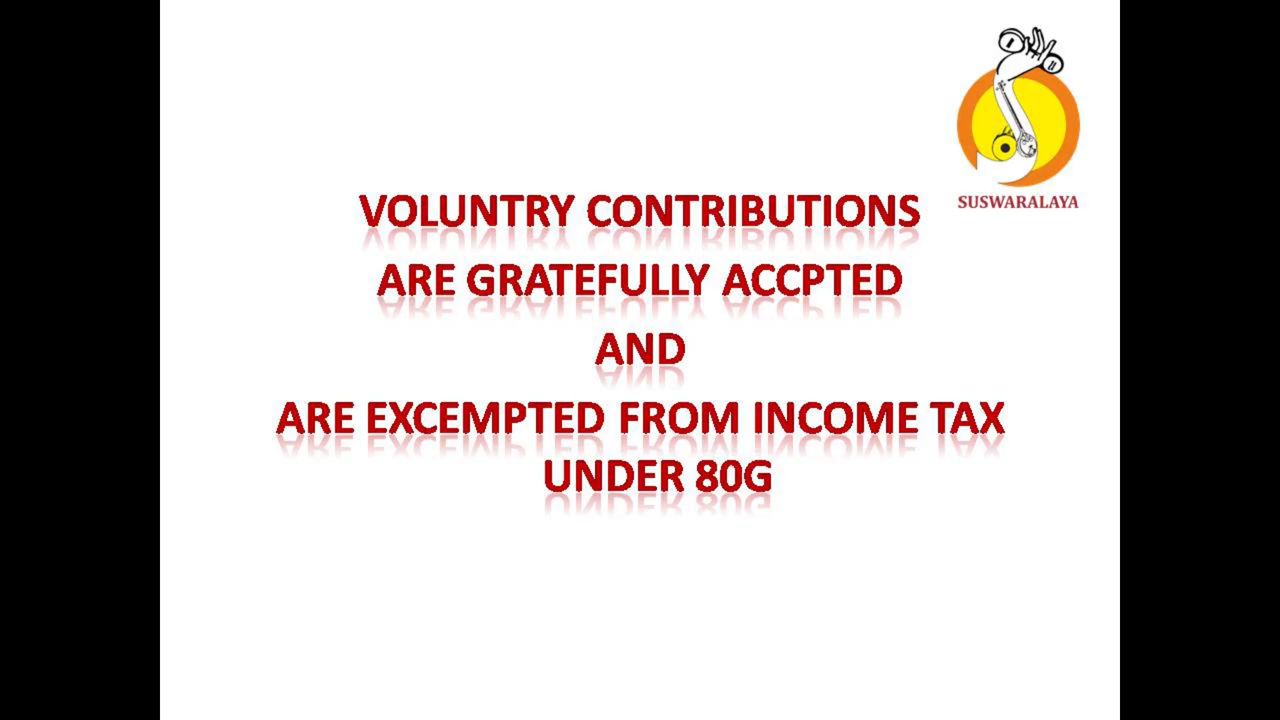 SUSWARALAYA
VOLUNTRY CONTRIBUTIONS
ARE GRATEFULLY ACCPTED
AND
ARE EXCEMPTED FROM INCOME TAX
UNDER 80G